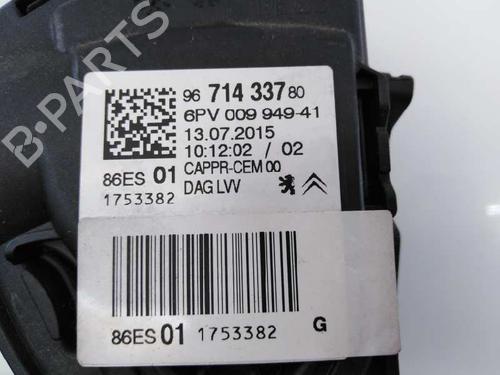 96 714 337 80
6PV 009 949-41
13.07.2015
10:12:02 / 02
86ES 01 CAPPR-CEM 00
1753382 DAG LVV
86ES 01 1753382 G
B-PARTS